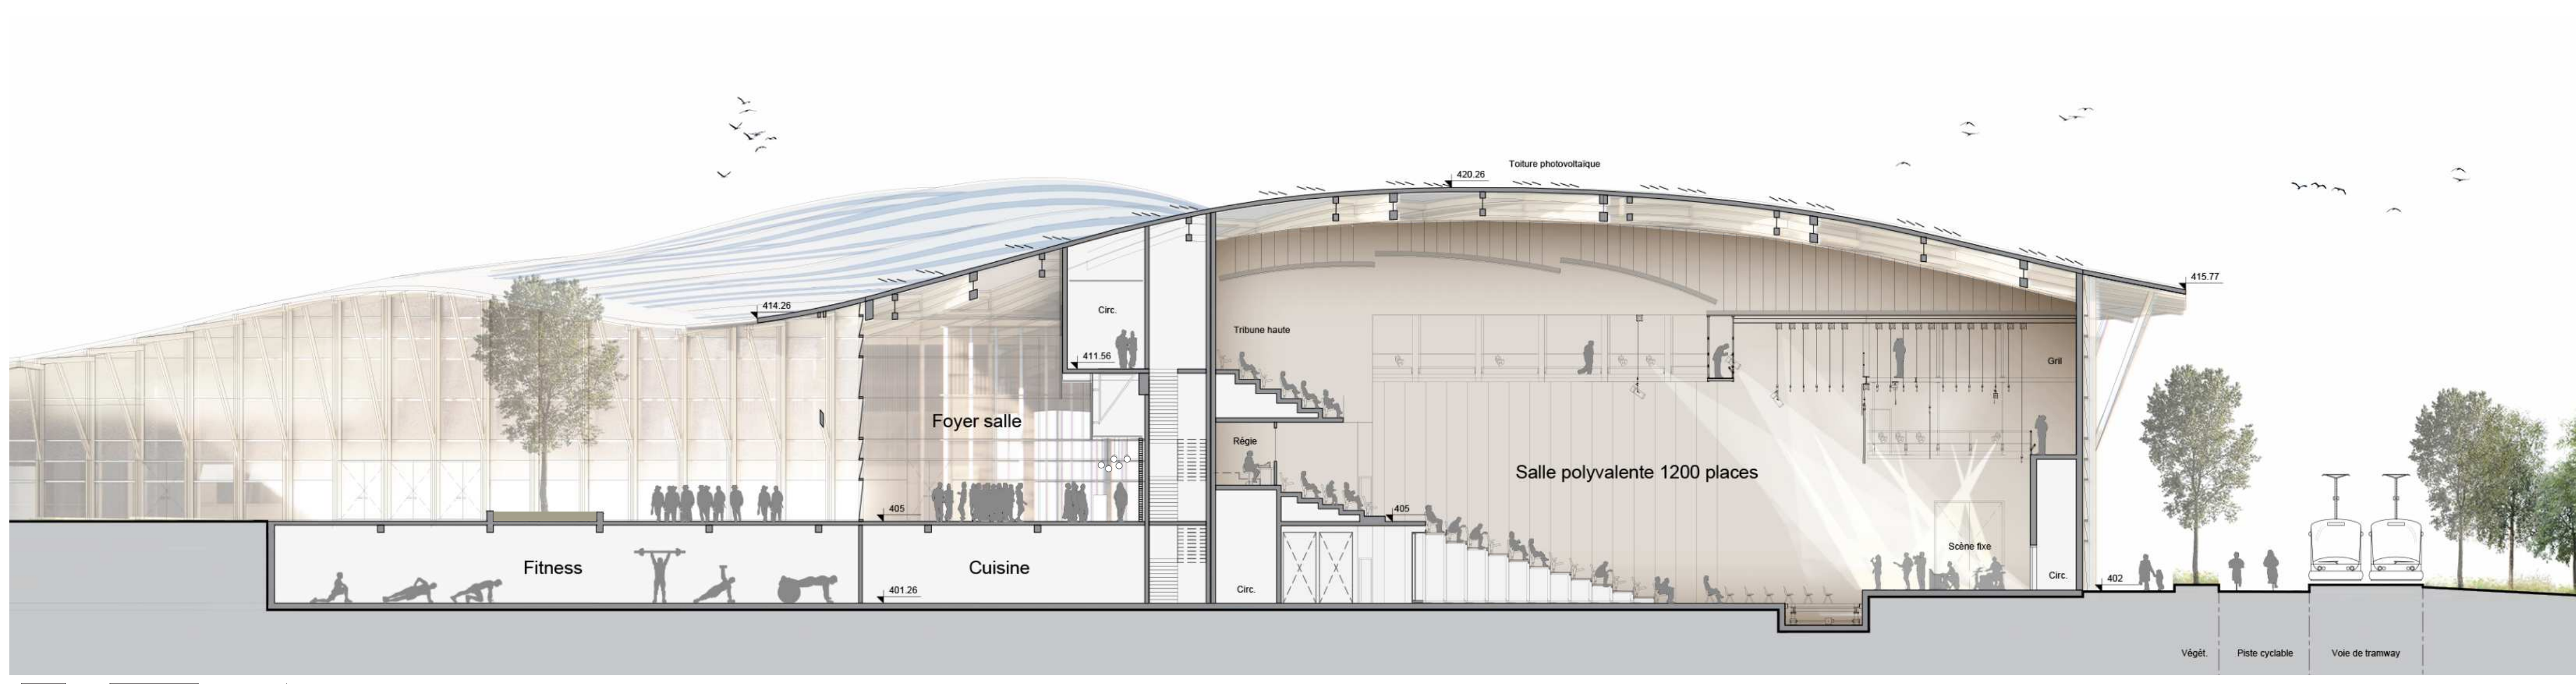 Toiture photovoltaïque
420.26
415.77
414.26
Circ.
411.56
Tribune haute
Gril
Foyer salle
Régie
Salle polyvalente 1200 places
405
405
Scène fixe
Fitness
Cuisine
401.26
Circ.
Circ.
402
Végét.
Piste cyclable
Voie de tramway